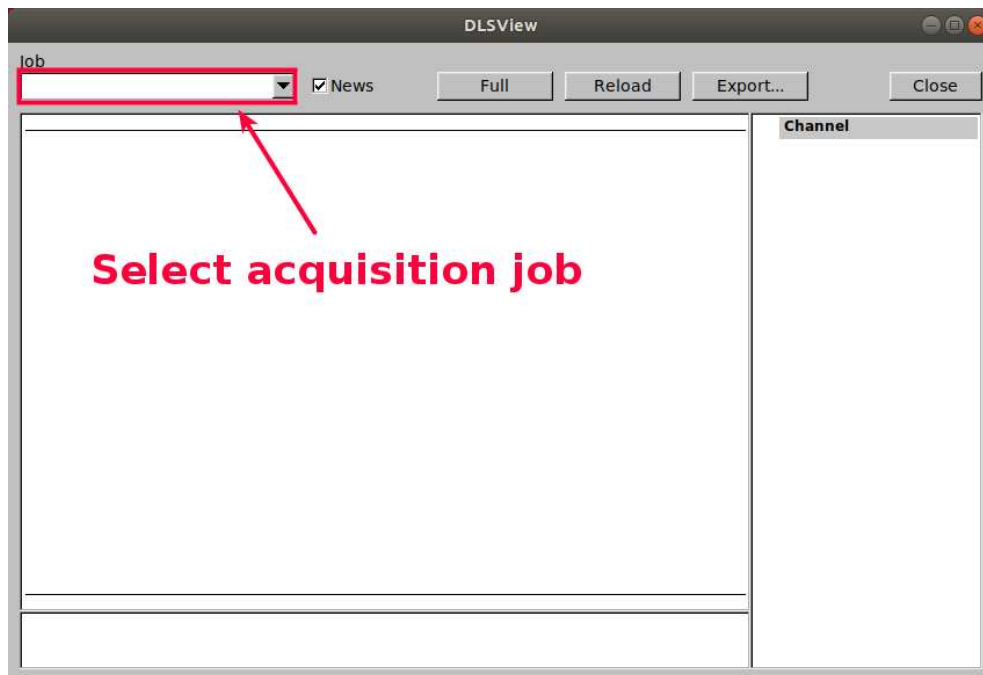 DLSView
Job
News
Full
Reload
Export...
Close
Channel
Select acquisition job